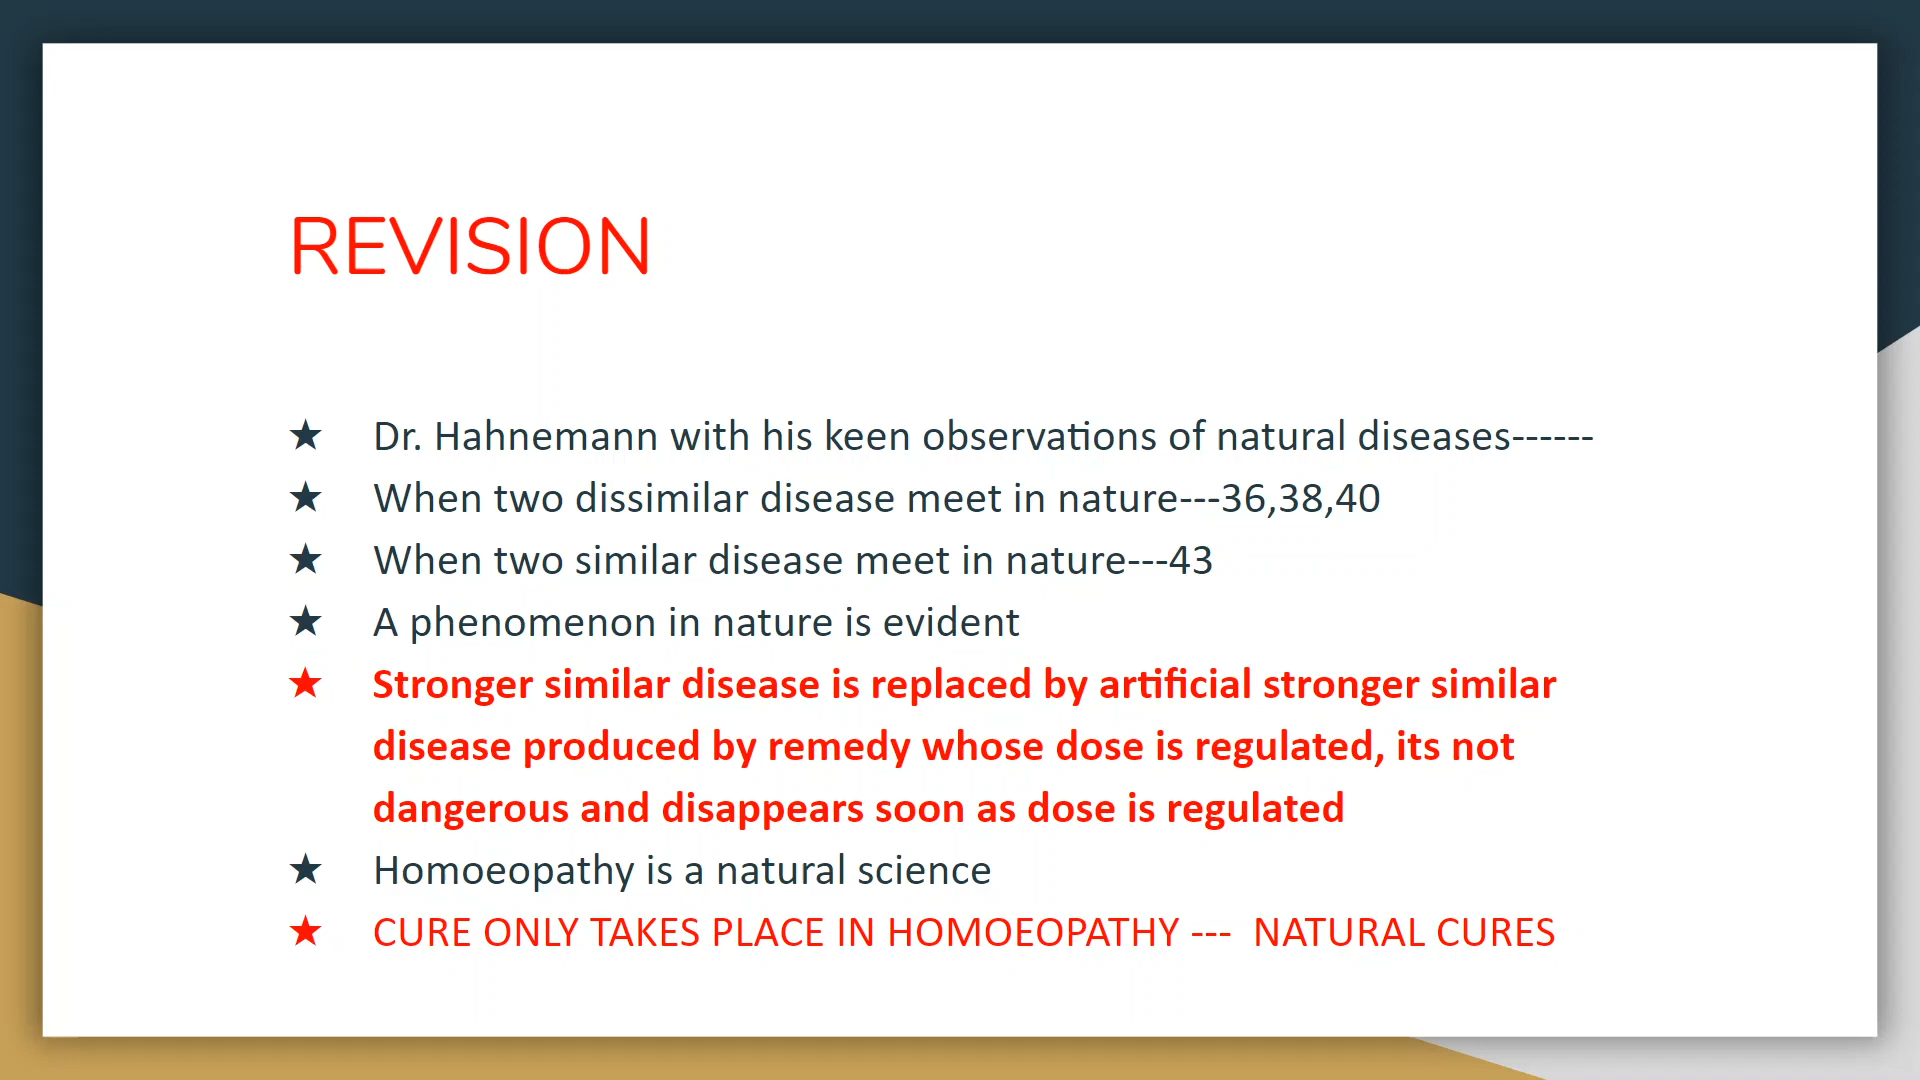 REVISION
★ Dr. Hahnemann with his keen observations of natural diseases------
★ When two dissimilar disease meet in nature---36,38,40
★ When two similar disease meet in nature---43
★ A phenomenon in nature is evident
★ Stronger similar disease is replaced by artificial stronger similar
disease produced by remedy whose dose is regulated, its not
dangerous and disappears soon as dose is regulated
★ Homoeopathy is a natural science
★ CURE ONLY TAKES PLACE IN HOMOEOPATHY --- NATURAL CURES